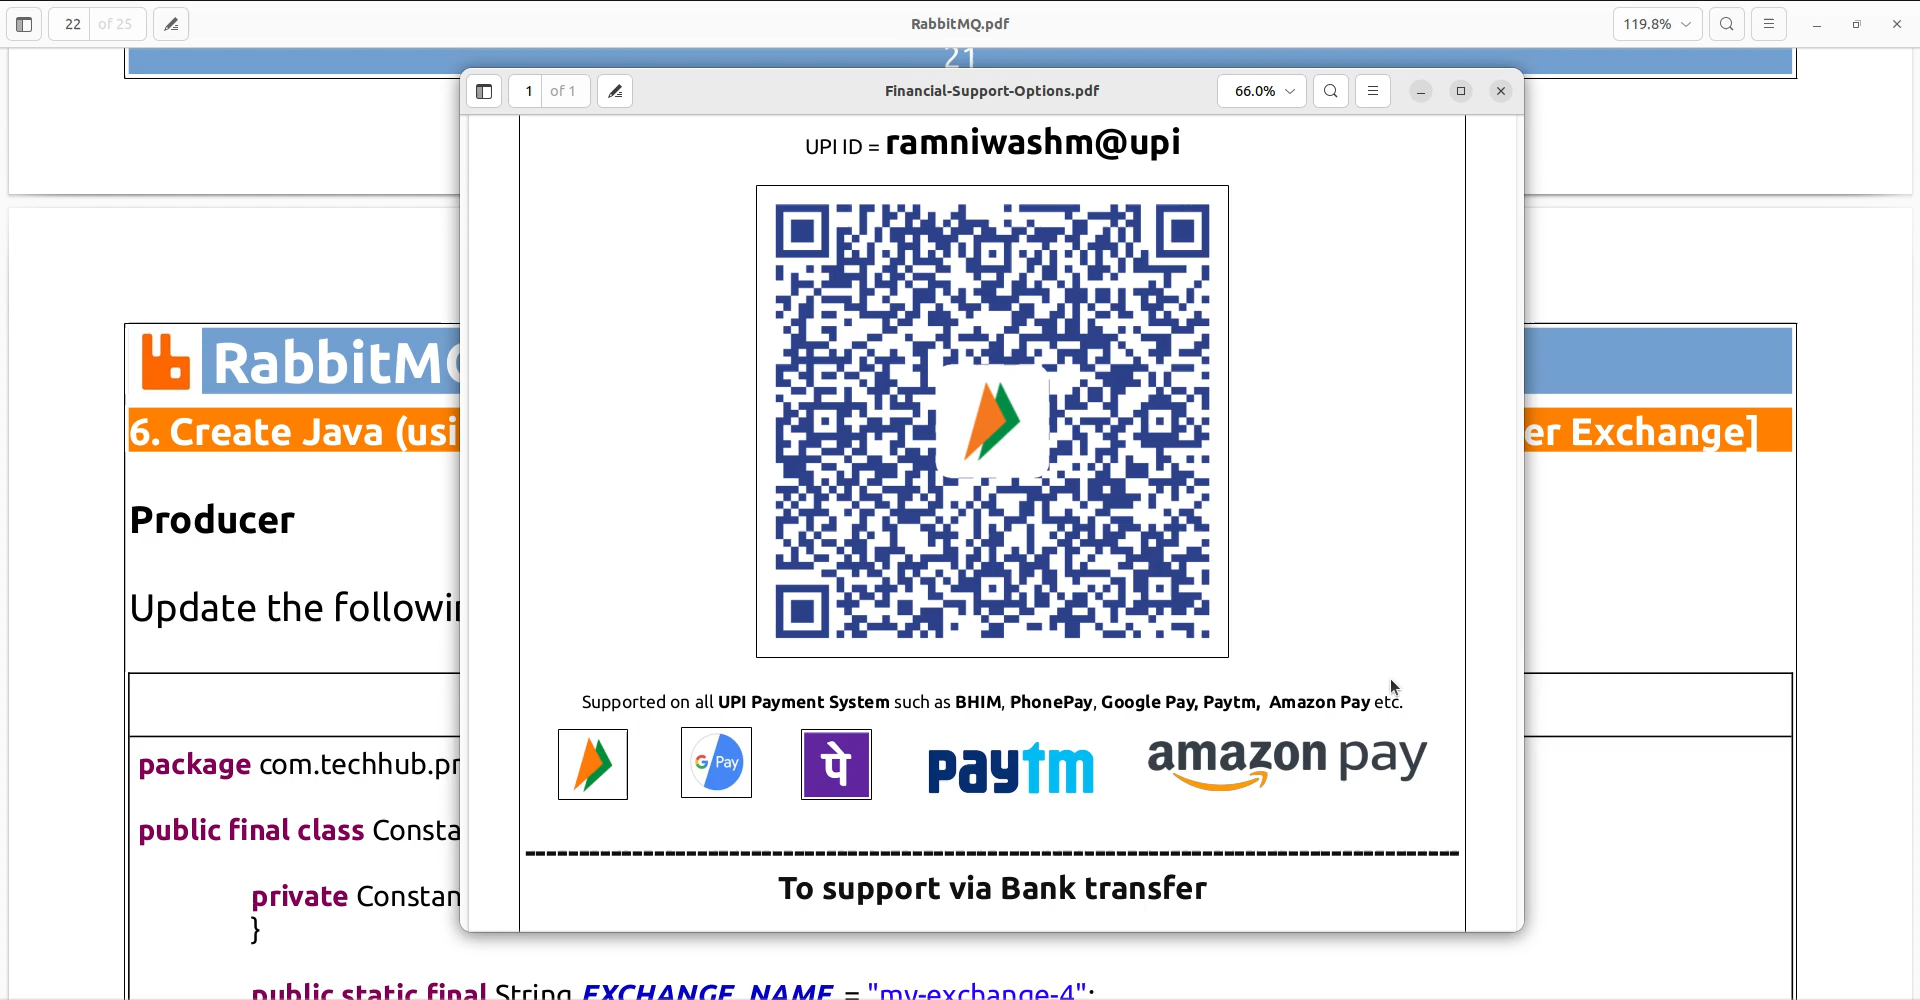 22 of 25
RabbitMQ.pdf
119.8%
21
1 of 1
Financial-Support-Options.pdf
66.0%
UPI ID = ramniwashm@upi
Supported on all UPI Payment System such as BHIM, PhonePay, Google Pay, Paytm, Amazon Pay etc.
G Pay
पे
paytm
amazon pay
To support via Bank transfer
RabbitMQ
6. Create Java (usi
er Exchange]
Producer
Update the followin
package com.techhub.pr
public final class Consta
private Constan
}
public static final String EXCHANGE_NAME = "my-exchange-4";